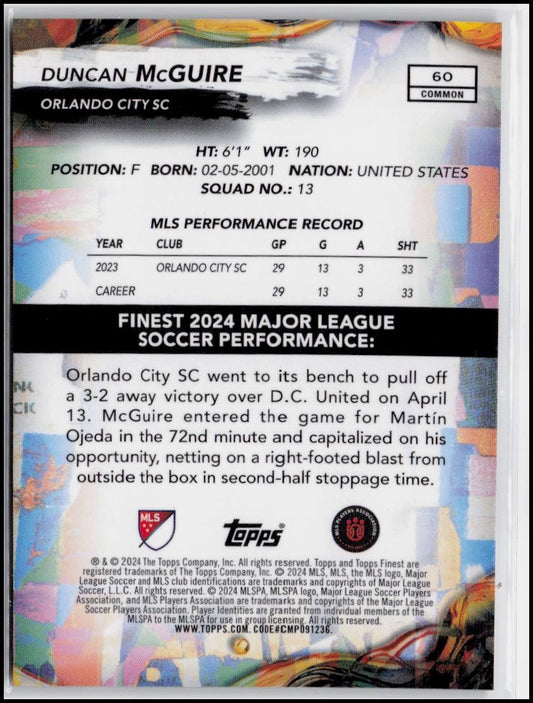 DUNCAN McGUIRE
ORLANDO CITY SC
60
COMMON
HT: 6'1" WT: 190
POSITION: F BORN: 02-05-2001 NATION: UNITED STATES
SQUAD NO.: 13
MLS PERFORMANCE RECORD
YEAR CLUB GP G A SHT
2023 ORLANDO CITY SC 29 13 3 33
CAREER 29 13 3 33
FINEST 2024 MAJOR LEAGUE
SOCCER PERFORMANCE:
Orlando City SC went to its bench to pull off
a 3-2 away victory over D.C. United on April
13. McGuire entered the game for Martín
Ojeda in the 72nd minute and capitalized on his
opportunity, netting on a right-footed blast from
outside the box in second-half stoppage time.
MLS
Topps®
MLS PLAYERS ASSOCIATION
® & © 2024 The Topps Company, Inc. All rights reserved. Topps and Topps Finest are
registered trademarks of The Topps Company, Inc. © 2024 MLS, MLS, the MLS logo, Major
League Soccer and MLS club identifications are trademarks and copyrights of Major League
Soccer, L.L.C. All rights reserved. © 2024 MLSPA, MLSPA logo, Major League Soccer Players
Association, and MLS Players Association are trademarks and copyrights of Major League
Soccer Players Association. Player Identities are granted from individual members of the
MLSPA to the MLSPA for use in group licensing. All rights reserved.
WWW.TOPPS.COM. CODE#CMP091236.